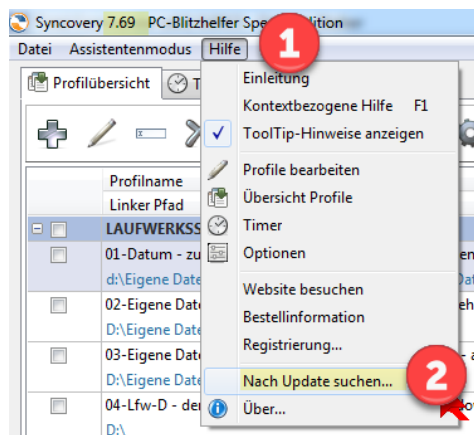 Syncovery 7.69 PC-Blitzhelfer Edition
Datei Assistentenmodus Hilfe
1
Profilübersicht
Einleitung
Kontextbezogene Hilfe F1
ToolTip-Hinweise anzeigen
Profile bearbeiten
Profilname
Übersicht Profile
Linker Pfad
Timer
LAUFWERKSS
Optionen
01-Datum - zu
d:\Eigene Date
Website besuchen
02-Eigene Date
Bestellinformation
D:\Eigene Date
Registrierung...
03-Eigene Date
Nach Update suchen...
2
D:\Eigene Date
Über...
04-Lfw-D - der
D:\